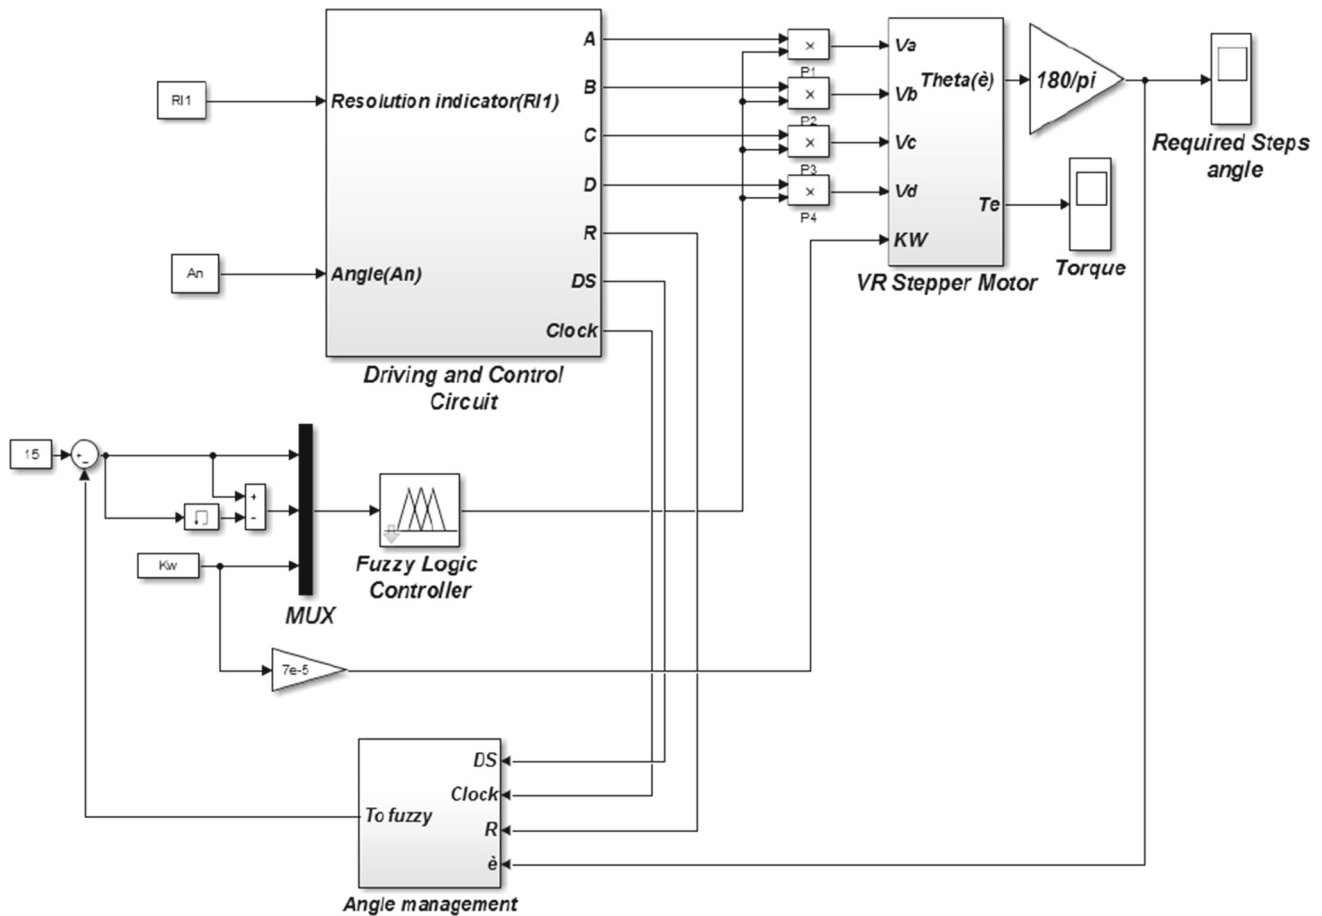 RI1
An
Resolution indicator(RI1)
Angle(An)
A
B
C
D
R
DS
Clock
Driving and Control
Circuit
×
P1
×
P2
×
P3
×
P4
Va
Vb
Vc
Vd
KW
Theta(è)
Te
VR Stepper Motor
180/pi
Required Steps
angle
Torque
15
+
-
+
-
Kw
MUX
Fuzzy Logic
Controller
7e-5
To fuzzy
DS
Clock
R
è
Angle management